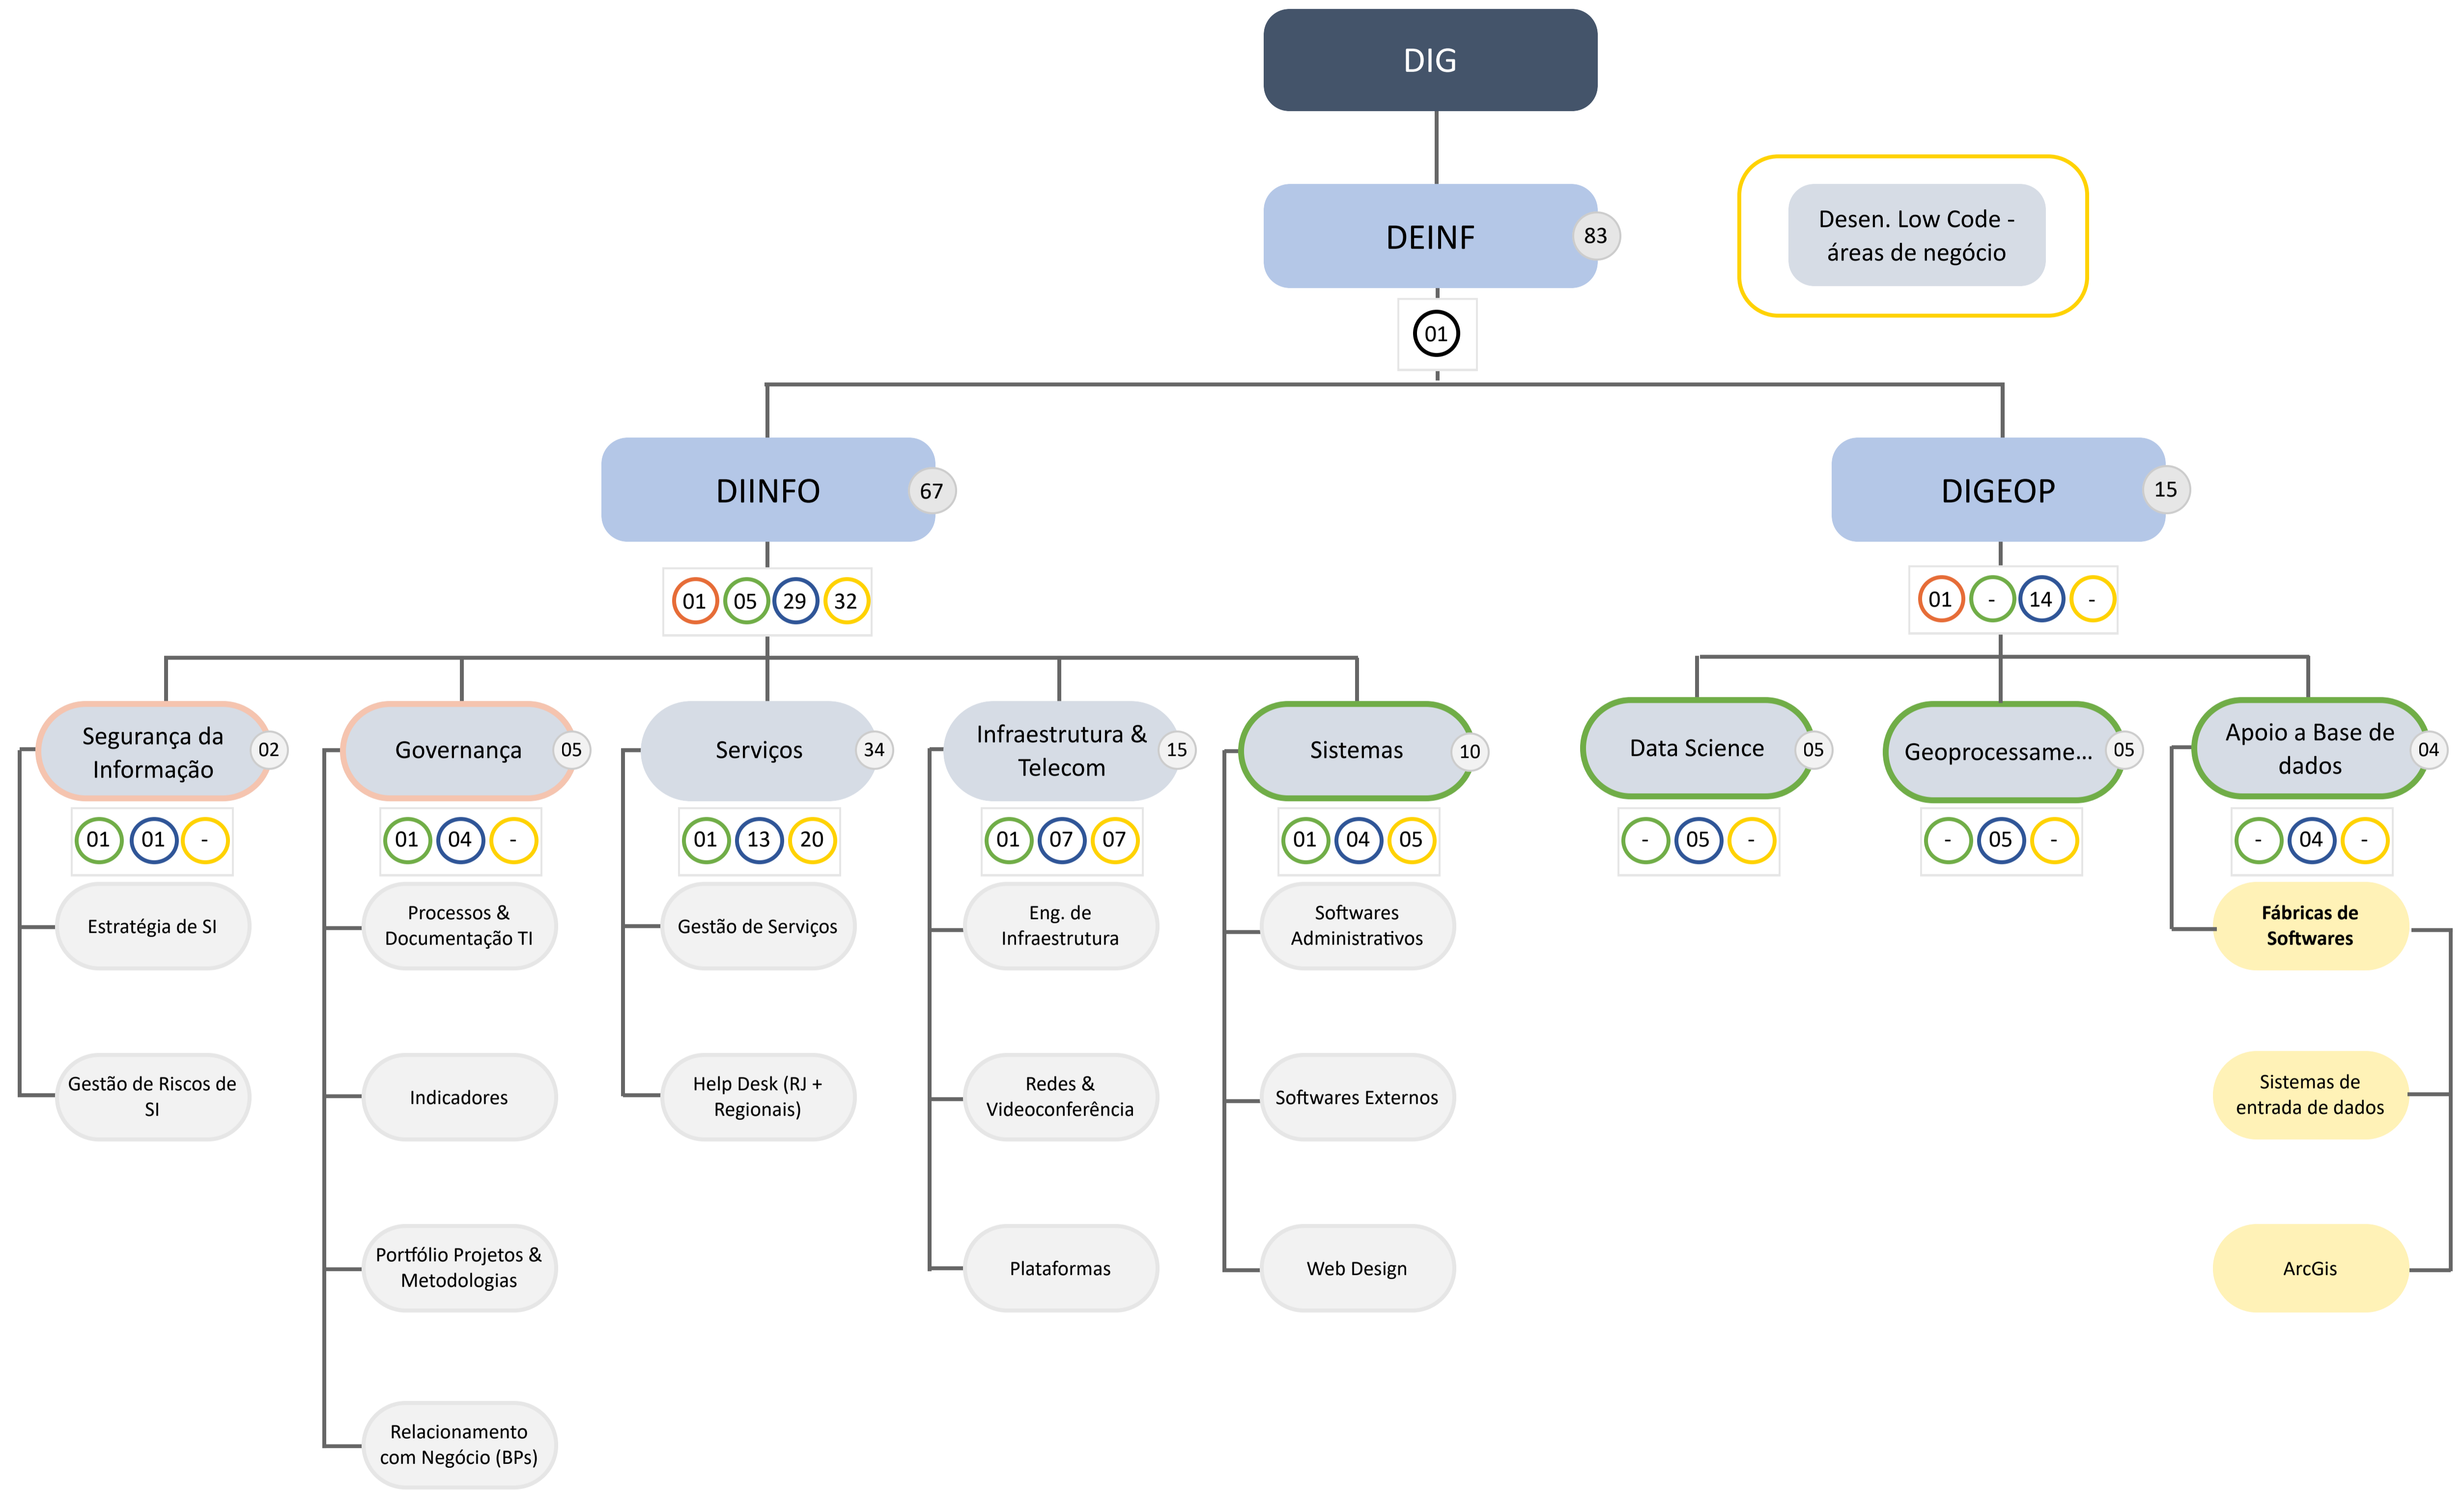 DIG
DEINF
83
Desen. Low Code -
áreas de negócio
01
DIINFO
67
DIGEOP
15
01 05 29 32
01 - 14 -
Segurança da
Informação
02
Governança
05
Serviços
34
Infraestrutura &
Telecom
15
Sistemas
10
Data Science
05
Geoprocessame...
05
Apoio a Base de
dados
04
01 01 -
01 04 -
01 13 20
01 07 07
01 04 05
- 05 -
- 05 -
- 04 -
Estratégia de SI
Processos &
Documentação TI
Gestão de Serviços
Eng. de
Infraestrutura
Softwares
Administrativos
Fábricas de
Softwares
Gestão de Riscos de
SI
Indicadores
Help Desk (RJ +
Regionais)
Redes &
Videoconferência
Softwares Externos
Sistemas de
entrada de dados
Portfólio Projetos &
Metodologias
Plataformas
Web Design
ArcGis
Relacionamento
com Negócio (BPs)